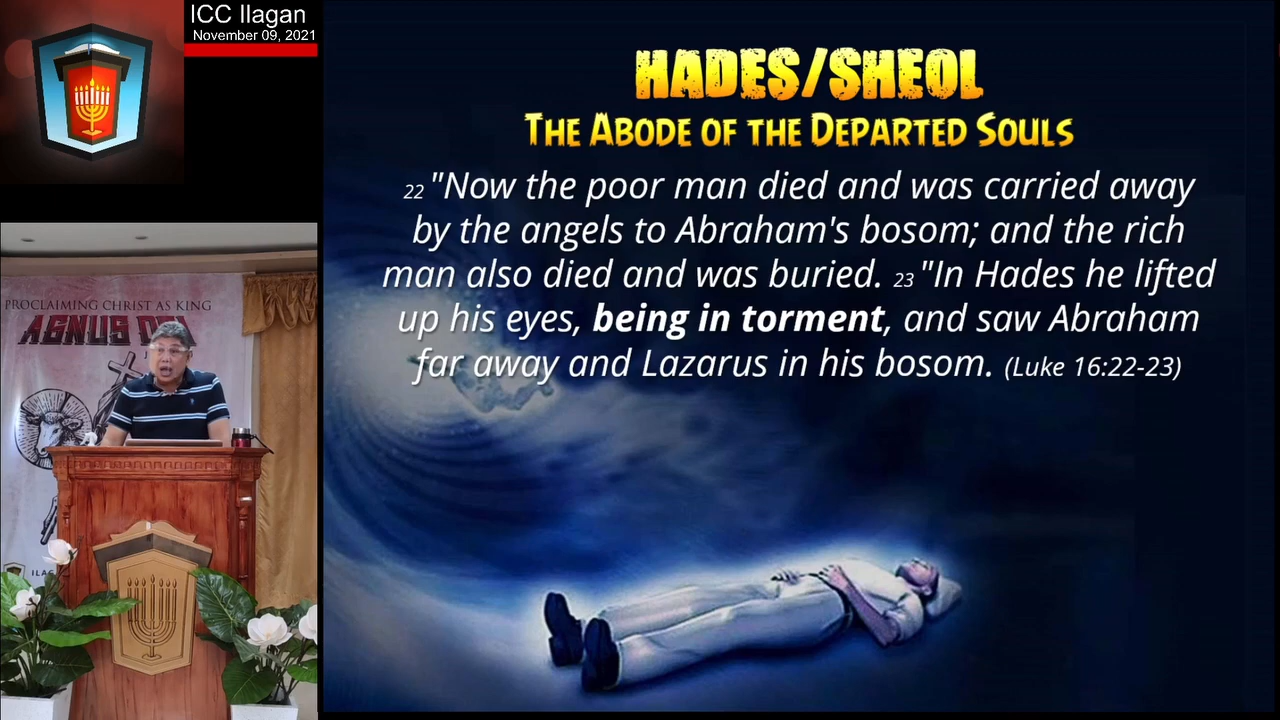 ICC Ilagan
November 09, 2021
HADES/SHEOL
THE ABODE OF THE DEPARTED SOULS
22 "Now the poor man died and was carried away
by the angels to Abraham's bosom; and the rich
man also died and was buried. 23 "In Hades he lifted
up his eyes, being in torment, and saw Abraham
far away and Lazarus in his bosom. (Luke 16:22-23)
PROCLAIMING CHRIST AS KING
AGNUS DEI